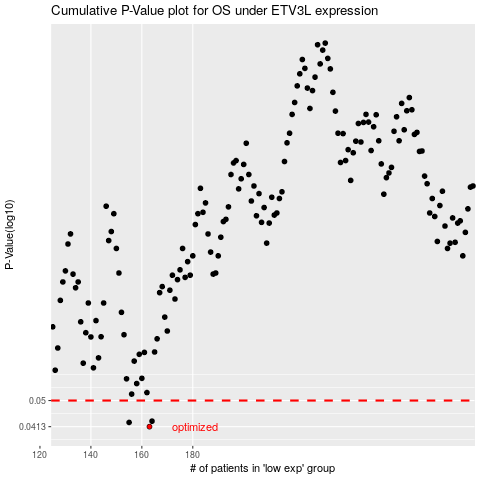 Cumulative P-Value plot for OS under ETV3L expression
P-Value(log10)
0.05
0.0413
optimized
120 140 160 180
# of patients in 'low exp' group